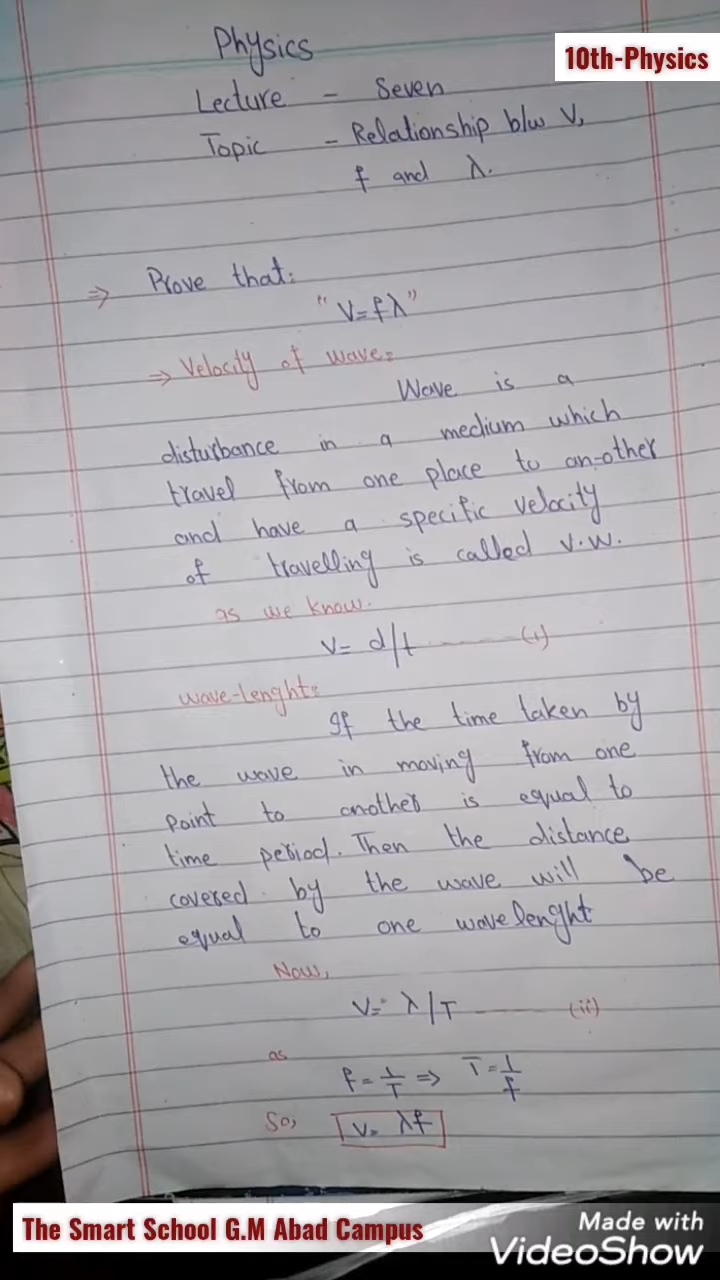 Physics
10th-Physics
Lecture - Seven
Topic - Relationship b/w V,
f and λ.
⇒ Prove that:
"V=fλ"
⇒ Velocity of wave:
Wave is a
disturbance in a medium which
travel from one place to an-other
and have a specific velocity
of travelling is called v.w.
as we know.
V= d/t ------ (i)
wave-lenght:
If the time taken by
the wave in moving from one
point to another is equal to
time period. Then the distance
covered by the wave will be
equal to one wavelenght
Now,
V= λ/T ------ (ii)
as
f = 1/T ⇒ T = 1/f
So, V= λf
The Smart School G.M Abad Campus
Made with
VideoShow